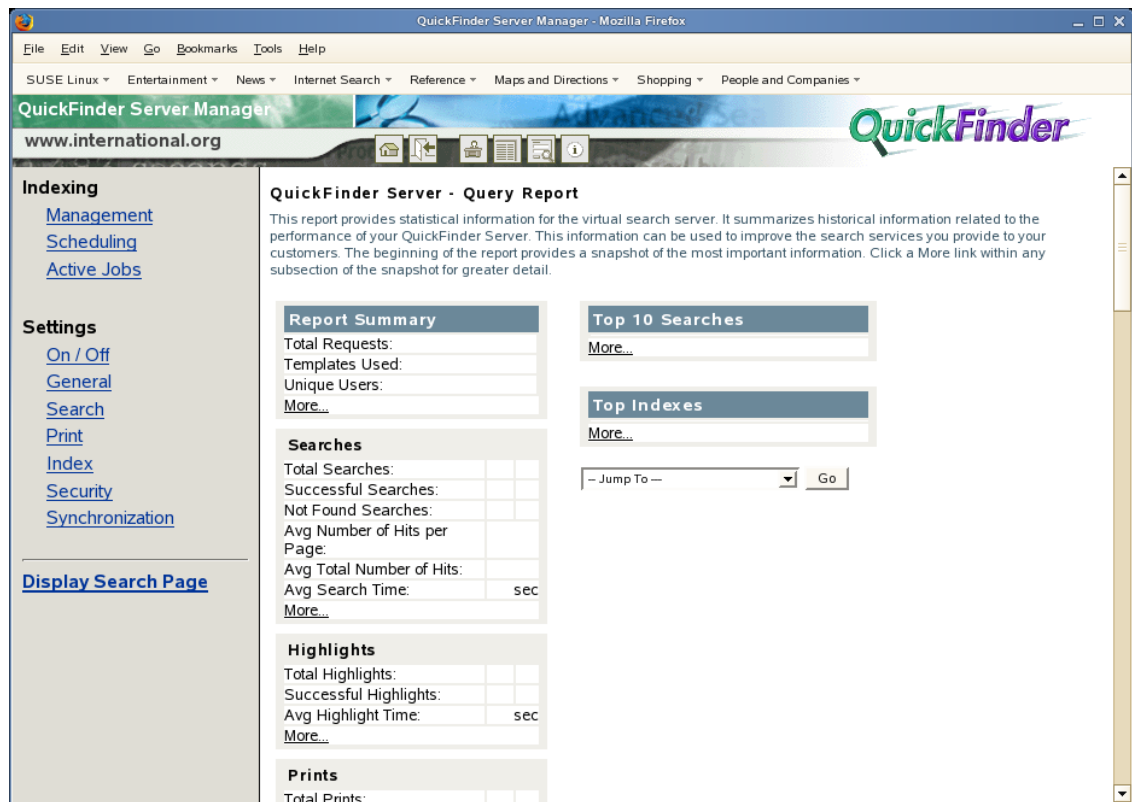 QuickFinder Server Manager - Mozilla Firefox
File Edit View Go Bookmarks Tools Help
SUSE Linux Entertainment News Internet Search Reference Maps and Directions Shopping People and Companies
QuickFinder Server Manager
Advanced Sea
QuickFinder
www.international.org
Indexing
Management
Scheduling
Active Jobs
Settings
On / Off
General
Search
Print
Index
Security
Synchronization
Display Search Page
QuickFinder Server - Query Report
This report provides statistical information for the virtual search server. It summarizes historical information related to the
performance of your QuickFinder Server. This information can be used to improve the search services you provide to your
customers. The beginning of the report provides a snapshot of the most important information. Click a More link within any
subsection of the snapshot for greater detail.
Report Summary
Total Requests:
Templates Used:
Unique Users:
More...
Searches
Total Searches:
Successful Searches:
Not Found Searches:
Avg Number of Hits per
Page:
Avg Total Number of Hits:
Avg Search Time: sec
More...
Highlights
Total Highlights:
Successful Highlights:
Avg Highlight Time: sec
More...
Prints
Total Prints:
Top 10 Searches
More...
Top Indexes
More...
-- Jump To --- Go